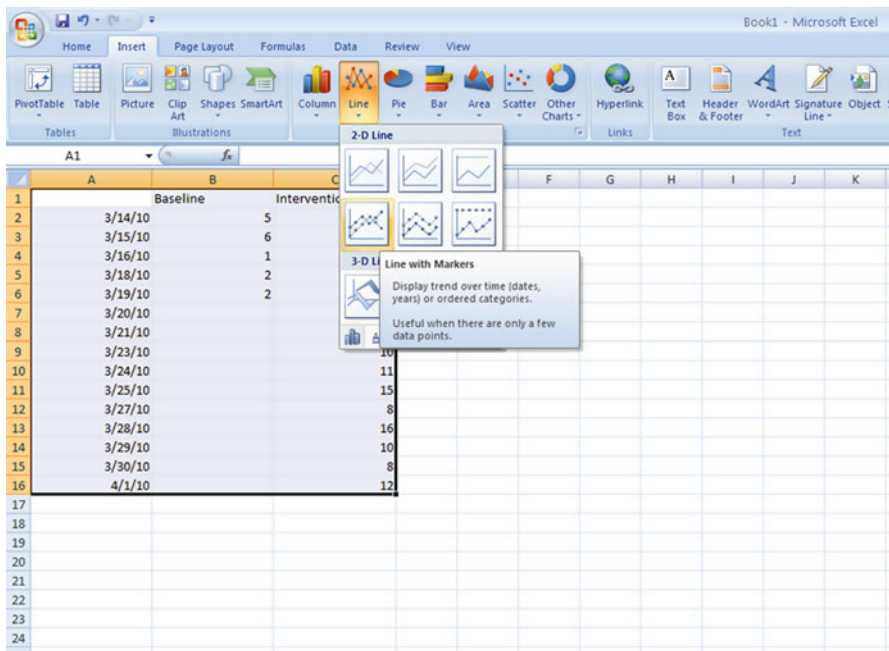 Book1 - Microsoft Excel
Home Insert Page Layout Formulas Data Review View
PivotTable Table Picture Clip Art Shapes SmartArt Column Line Pie Bar Area Scatter Other Charts Hyperlink Text Box Header & Footer WordArt Signature Line Object
Tables Illustrations Links Text
A1 fx
2-D Line
A B C F G H I J K
1 Baseline
2 3/14/10 5
3 3/15/10 6
4 3/16/10 1
5 3/18/10 2
6 3/19/10 2
7 3/20/10
8 3/21/10
9 3/23/10 10
10 3/24/10 11
11 3/25/10 15
12 3/27/10 8
13 3/28/10 16
14 3/29/10 10
15 3/30/10 8
16 4/1/10 12
17
18
19
20
21
22
23
24
3-D
Line with Markers
Display trend over time (dates,
years) or ordered categories.
Useful when there are only a few
data points.